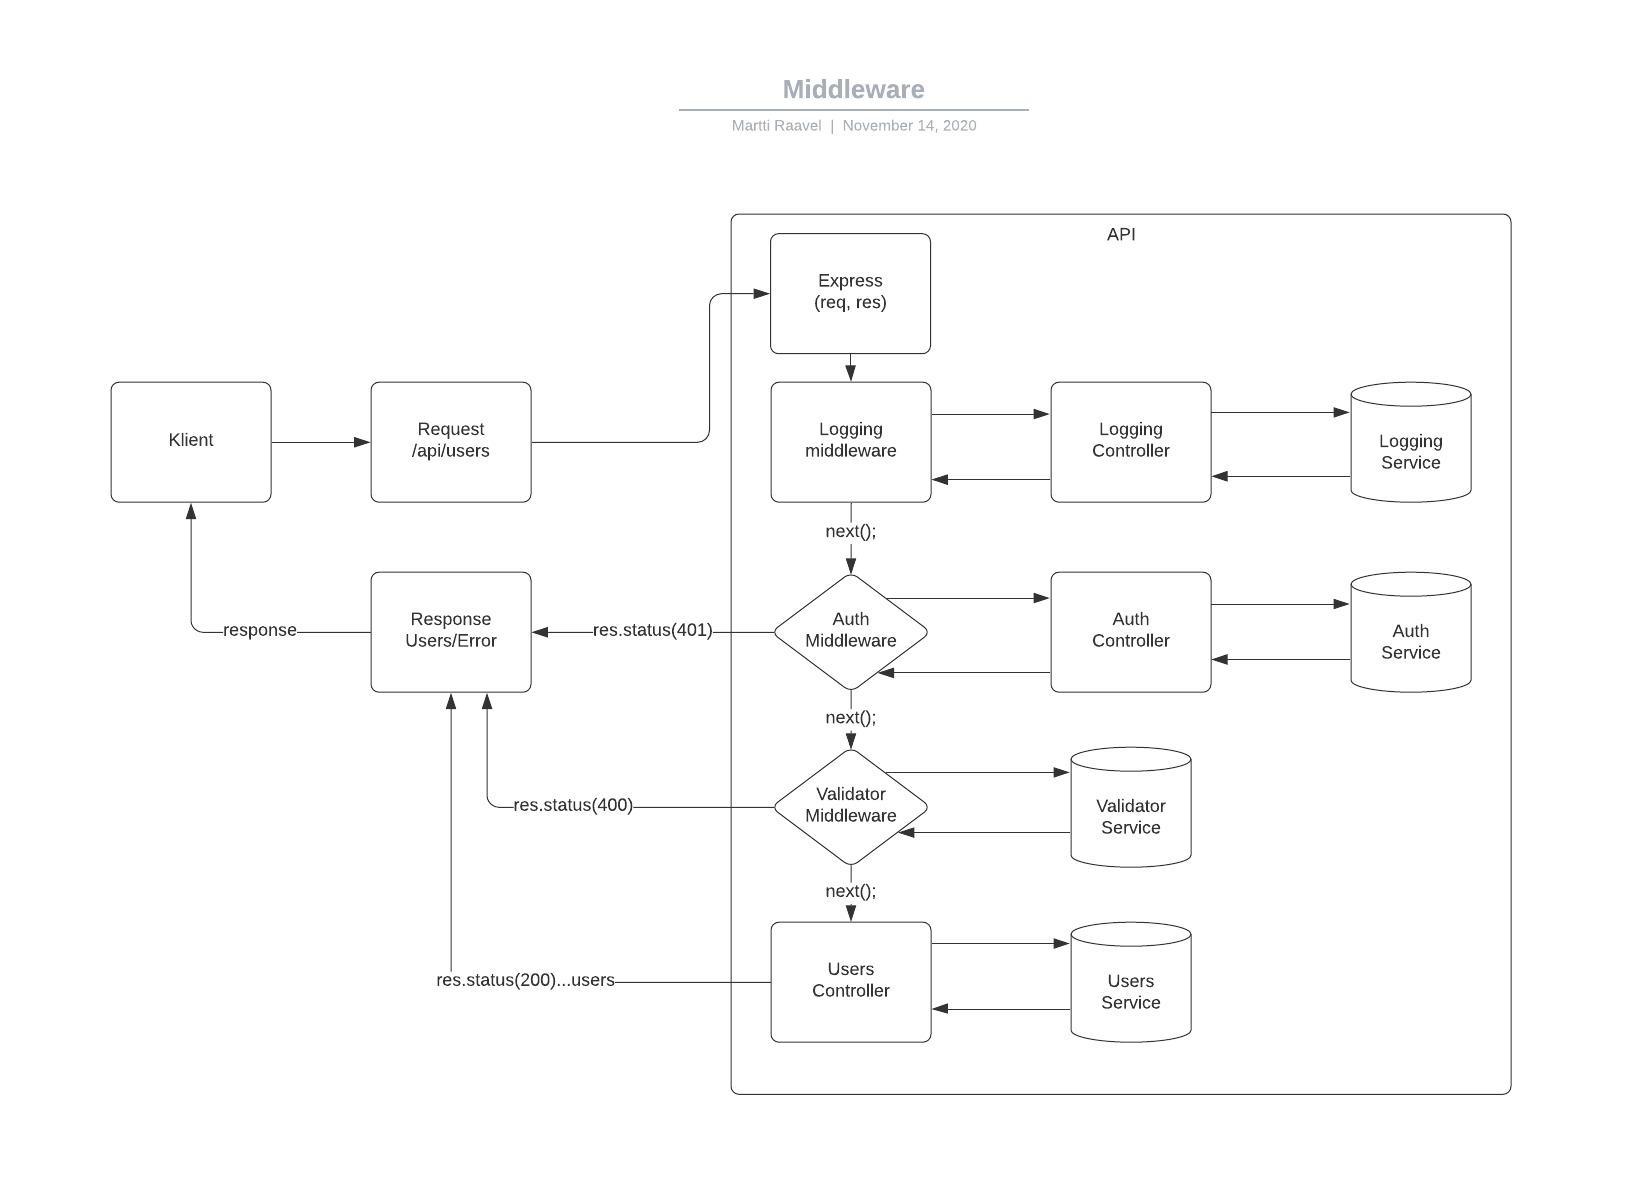 Middleware
Martti Raavel | November 14, 2020
API
Express
(req, res)
Klient
Request
/api/users
Logging
middleware
Logging
Controller
Logging
Service
next();
Response
Users/Error
response
res.status(401)
Auth
Middleware
Auth
Controller
Auth
Service
next();
res.status(400)
Validator
Middleware
Validator
Service
next();
res.status(200)...users
Users
Controller
Users
Service